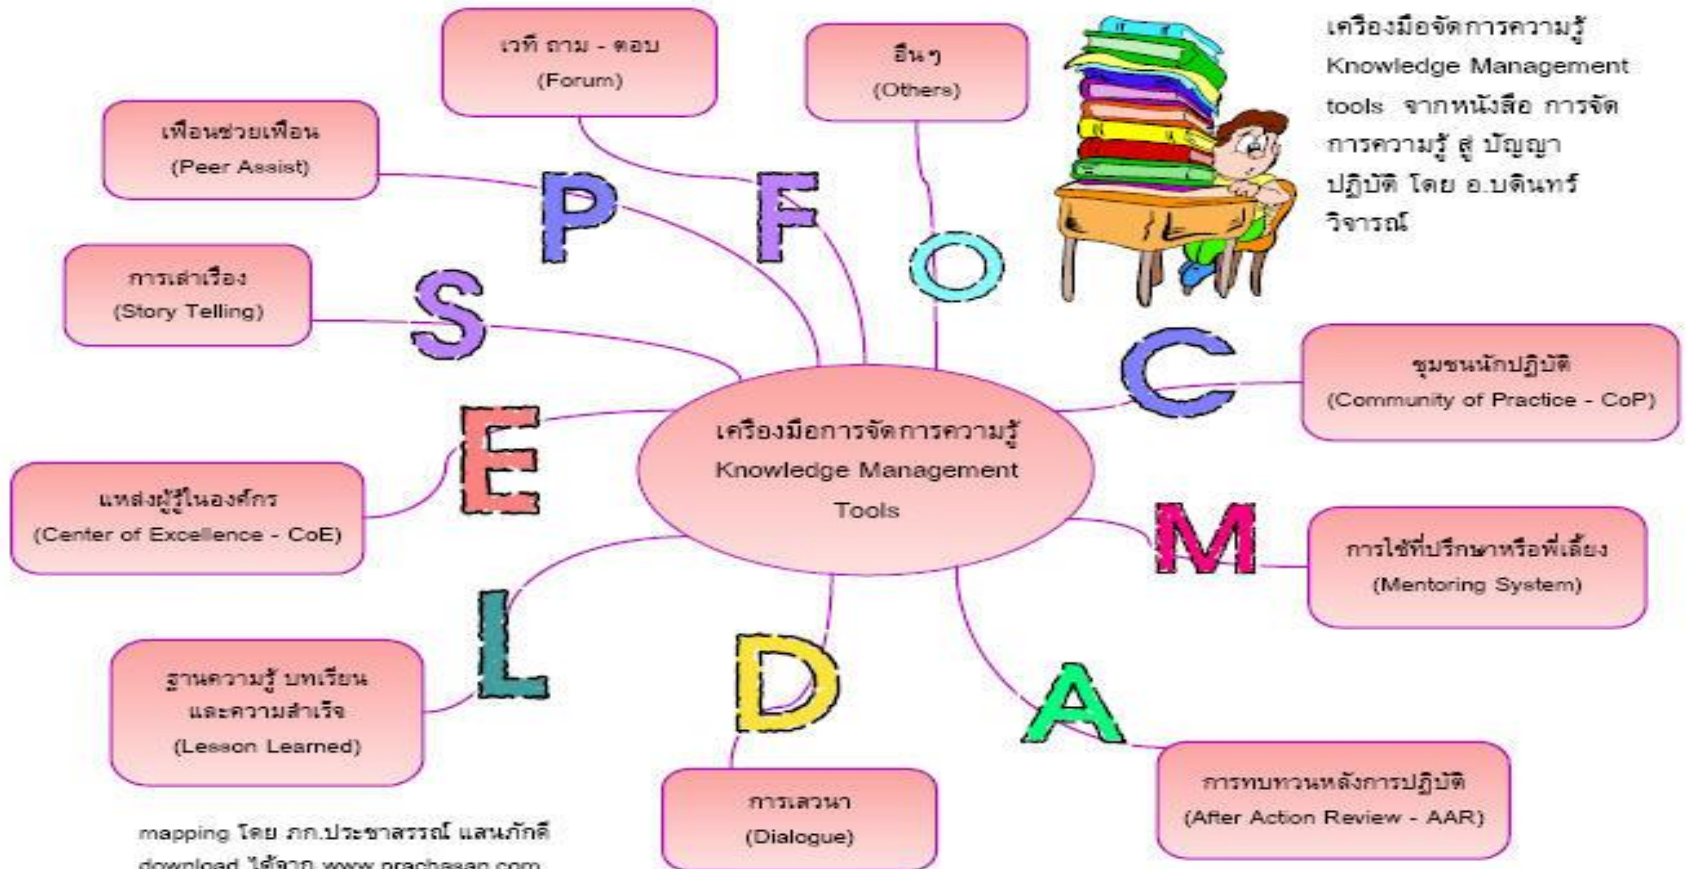 เครื่องมือจัดการความรู้
Knowledge Management
tools จากหนังสือ การจัด
การความรู้ สู่ ปัญญา
ปฏิบัติ โดย อ.บดินทร์
วิจารณ์
เวที ถาม - ตอบ
(Forum)
อื่นๆ
(Others)
เพื่อนช่วยเพื่อน
(Peer Assist)
P
F
O
การเล่าเรื่อง
(Story Telling)
S
C
ชุมชนนักปฏิบัติ
(Community of Practice - CoP)
เครื่องมือการจัดการความรู้
Knowledge Management
Tools
E
แหล่งผู้รู้ในองค์กร
(Center of Excellence - CoE)
M
การใช้ที่ปรึกษาหรือพี่เลี้ยง
(Mentoring System)
L
ฐานความรู้ บทเรียน
และความสำเร็จ
(Lesson Learned)
D
A
การเสวนา
(Dialogue)
การทบทวนหลังการปฏิบัติ
(After Action Review - AAR)
mapping โดย ภก.ประชาสรรณ์ แสนภักดี
download ได้จาก www.prachasan.com